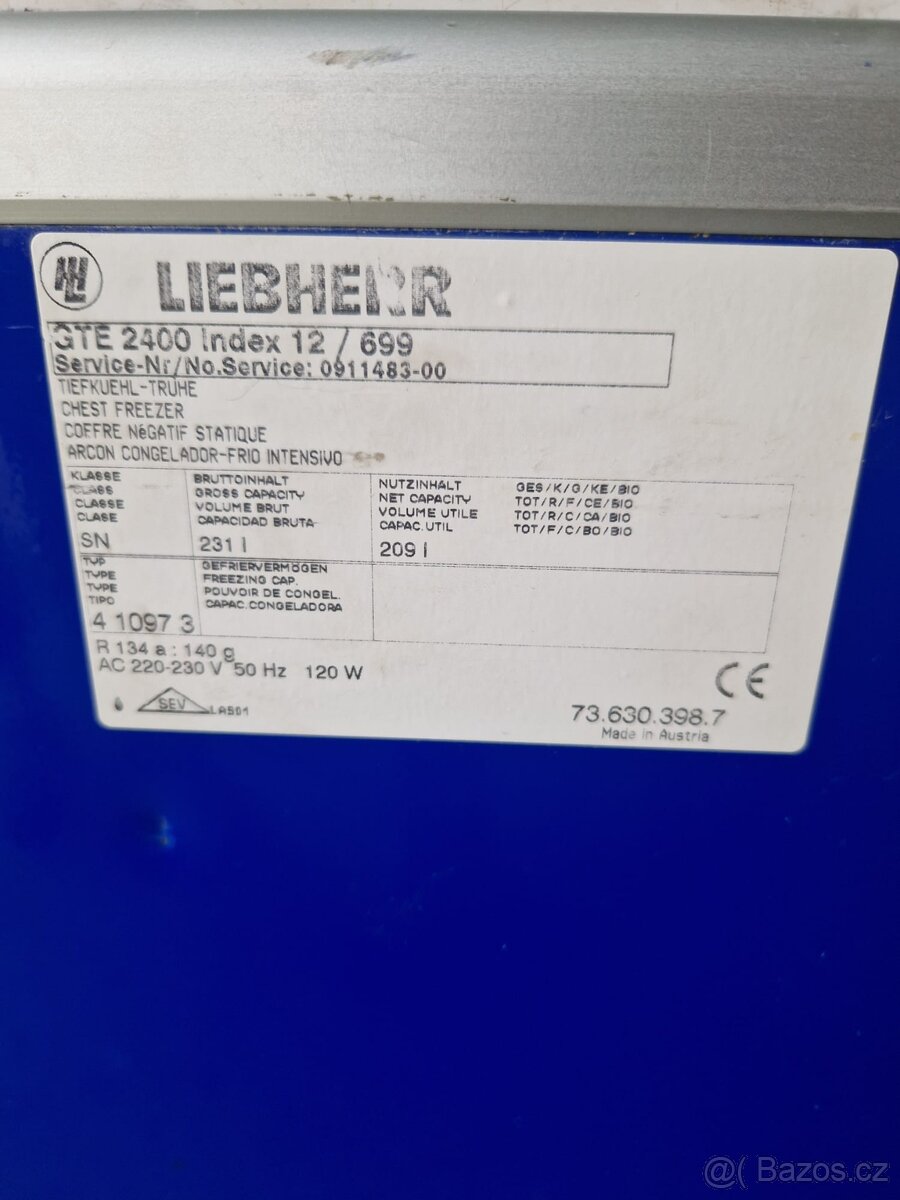 LIEBHERR
GTE 2400 Index 12 / 699
Service-Nr/No.Service: 0911483-00
TIEFKUEHL-TRUHE
CHEST FREEZER
COFFRE NéGATIF STATIQUE
ARCON CONGELADOR-FRIO INTENSIVO
KLASSE
CLASS
CLASSE
CLASE
SN
BRUTTOINHALT
GROSS CAPACITY
VOLUME BRUT
CAPACIDAD BRUTA
231 l
NUTZINHALT
NET CAPACITY
VOLUME UTILE
CAPAC.UTIL
209 l
GES/K/G/KE/BIO
TOT/R/F/CE/BIO
TOT/R/C/CA/BIO
TOT/F/C/BO/BIO
TYP
TYPE
TYPE
TIPO
4 1097 3
GEFRIERVERMÖGEN
FREEZING CAP.
POUVOIR DE CONGEL.
CAPAC.CONGELADORA
R 134 a : 140 g
AC 220-230 V 50 Hz 120 W
SEV LAS01
CE
73.630.398.7
Made in Austria
@( Bazos.cz